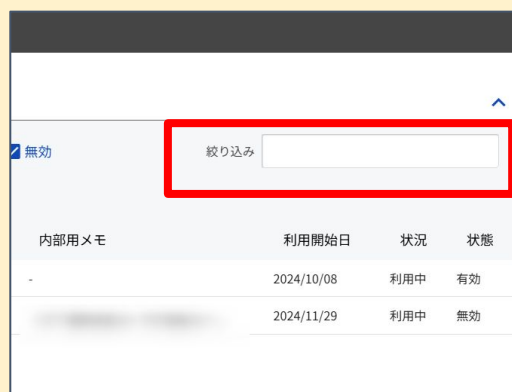 無効
絞り込み
内部用メモ 利用開始日 状況 状態
- 2024/10/08 利用中 有効
2024/11/29 利用中 無効